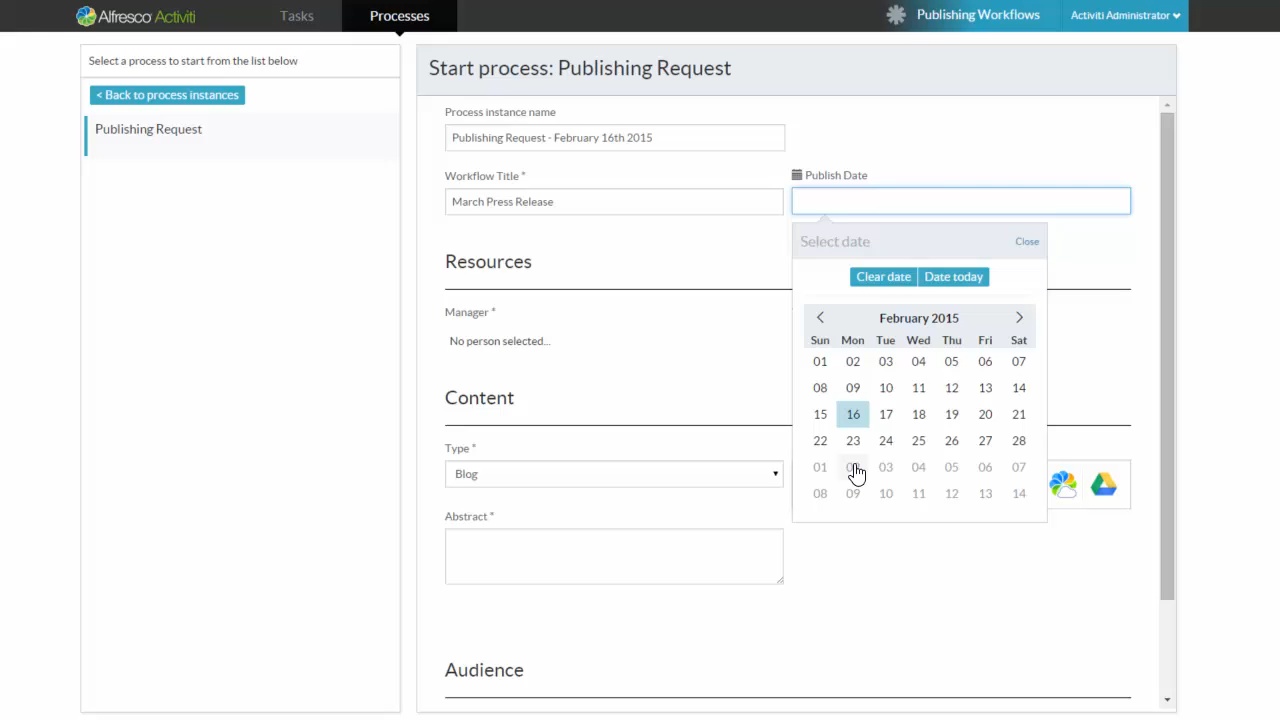 Alfresco Activiti
Tasks
Processes
Publishing Workflows
Activiti Administrator
Select a process to start from the list below
< Back to process instances
Publishing Request
Start process: Publishing Request
Process instance name
Publishing Request - February 16th 2015
Workflow Title *
March Press Release
Publish Date
Select date
Close
Clear date
Date today
February 2015
Sun Mon Tue Wed Thu Fri Sat
01 02 03 04 05 06 07
08 09 10 11 12 13 14
15 16 17 18 19 20 21
22 23 24 25 26 27 28
01 03 04 05 06 07
08 09 10 11 12 13 14
Resources
Manager *
No person selected...
Content
Type *
Blog
Abstract *
Audience